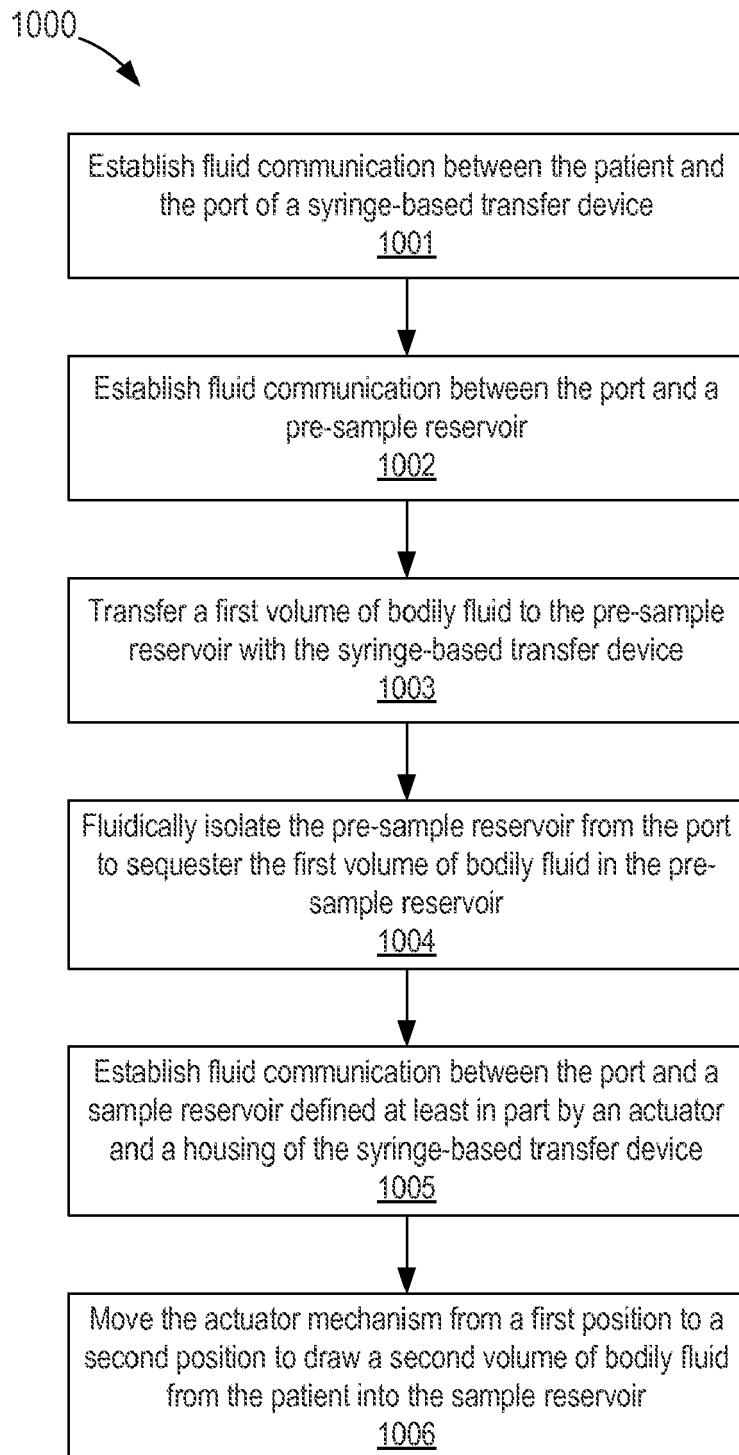 1000
Establish fluid communication between the patient and
the port of a syringe-based transfer device
1001
Establish fluid communication between the port and a
pre-sample reservoir
1002
Transfer a first volume of bodily fluid to the pre-sample
reservoir with the syringe-based transfer device
1003
Fluidically isolate the pre-sample reservoir from the port
to sequester the first volume of bodily fluid in the pre-
sample reservoir
1004
Establish fluid communication between the port and a
sample reservoir defined at least in part by an actuator
and a housing of the syringe-based transfer device
1005
Move the actuator mechanism from a first position to a
second position to draw a second volume of bodily fluid
from the patient into the sample reservoir
1006